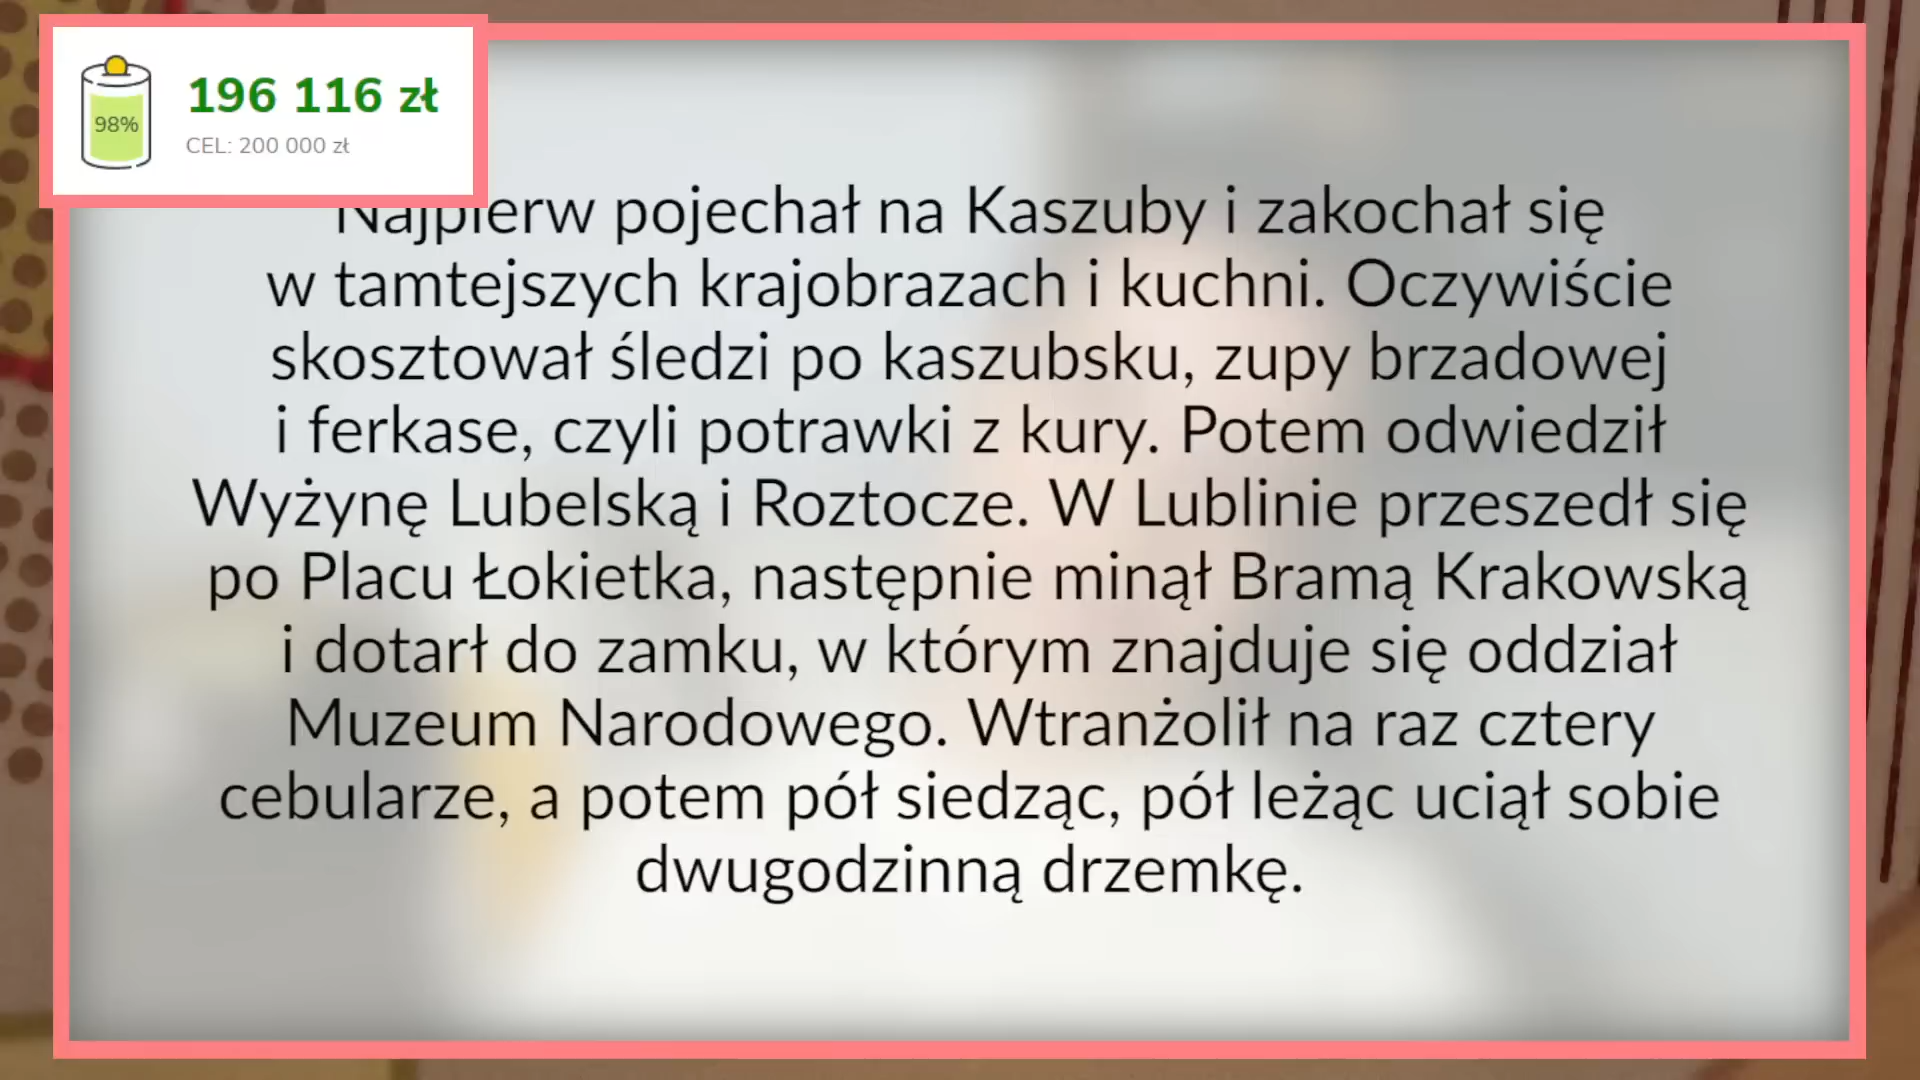 196 116 zł
98%
CEL: 200 000 zł
Najpierw pojechał na Kaszuby i zakochał się
w tamtejszych krajobrazach i kuchni. Oczywiście
skosztował śledzi po kaszubsku, zupy brzadowej
i ferkase, czyli potrawki z kury. Potem odwiedził
Wyżynę Lubelską i Roztocze. W Lublinie przeszedł się
po Placu Łokietka, następnie minął Bramą Krakowską
i dotarł do zamku, w którym znajduje się oddział
Muzeum Narodowego. Wtranżolił na raz cztery
cebularze, a potem pół siedząc, pół leżąc uciął sobie
dwugodzinną drzemkę.